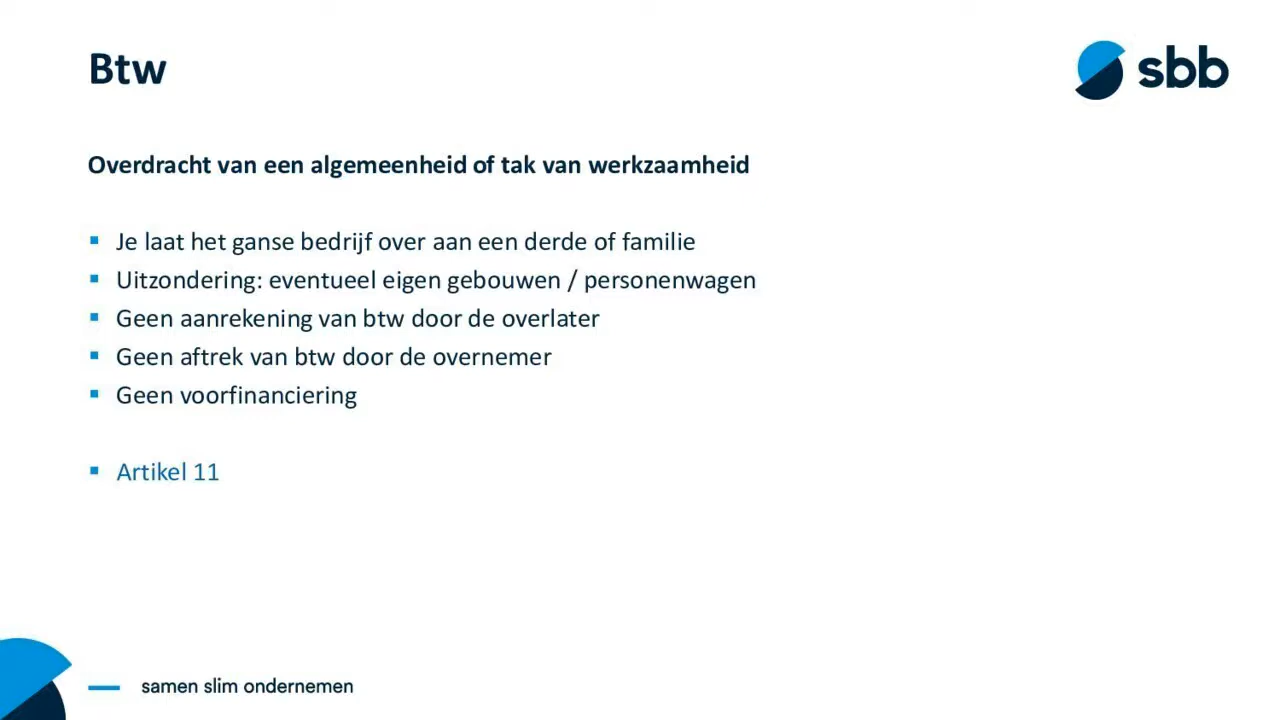 Btw
sbb
Overdracht van een algemeenheid of tak van werkzaamheid
▪ Je laat het ganse bedrijf over aan een derde of familie
▪ Uitzondering: eventueel eigen gebouwen / personenwagen
▪ Geen aanrekening van btw door de overlater
▪ Geen aftrek van btw door de overnemer
▪ Geen voorfinanciering
▪ Artikel 11
samen slim ondernemen